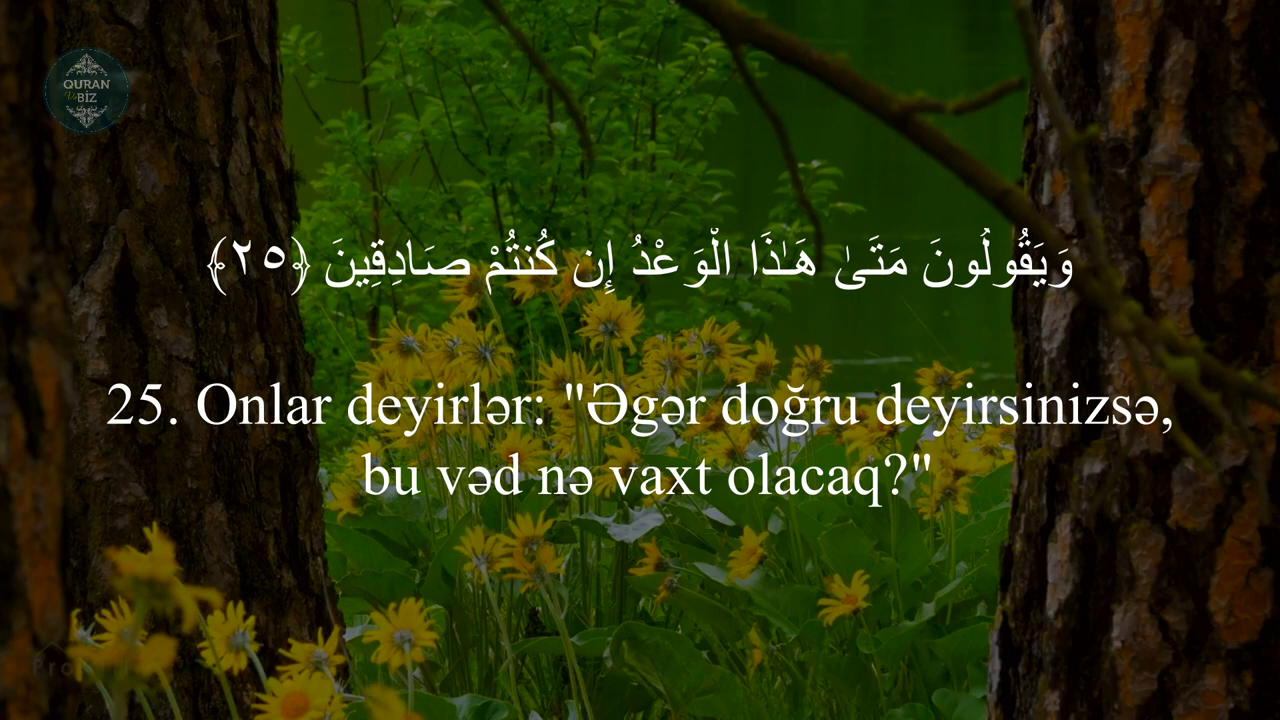 QURAN
Və
BİZ
وَيَقُولُونَ مَتَىٰ هَـٰذَا الْوَعْدُ إِن كُنتُمْ صَادِقِينَ ﴿٢٥﴾
25. Onlar deyirlər: "Əgər doğru deyirsinizsə,
bu vəd nə vaxt olacaq?"